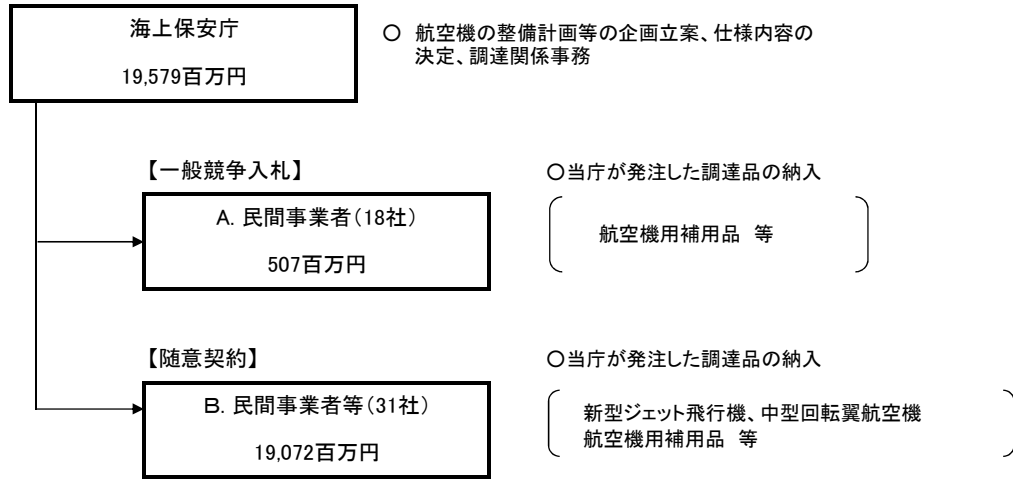 海上保安庁
19,579百万円
○ 航空機の整備計画等の企画立案、仕様内容の
決定、調達関係事務
【一般競争入札】
○当庁が発注した調達品の納入
A. 民間事業者(18社)
507百万円
航空機用補用品 等
【随意契約】
○当庁が発注した調達品の納入
B. 民間事業者等(31社)
19,072百万円
新型ジェット飛行機、中型回転翼航空機
航空機用補用品 等